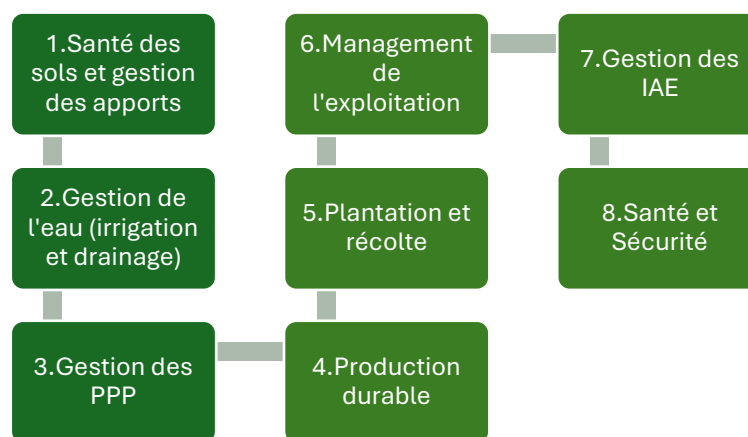 1.Santé des
sols et gestion
des apports
2.Gestion de
l'eau (irrigation
et drainage)
3.Gestion des
PPP
4.Production
durable
5.Plantation et
récolte
6.Management
de
l'exploitation
7.Gestion des
IAE
8.Santé et
Sécurité